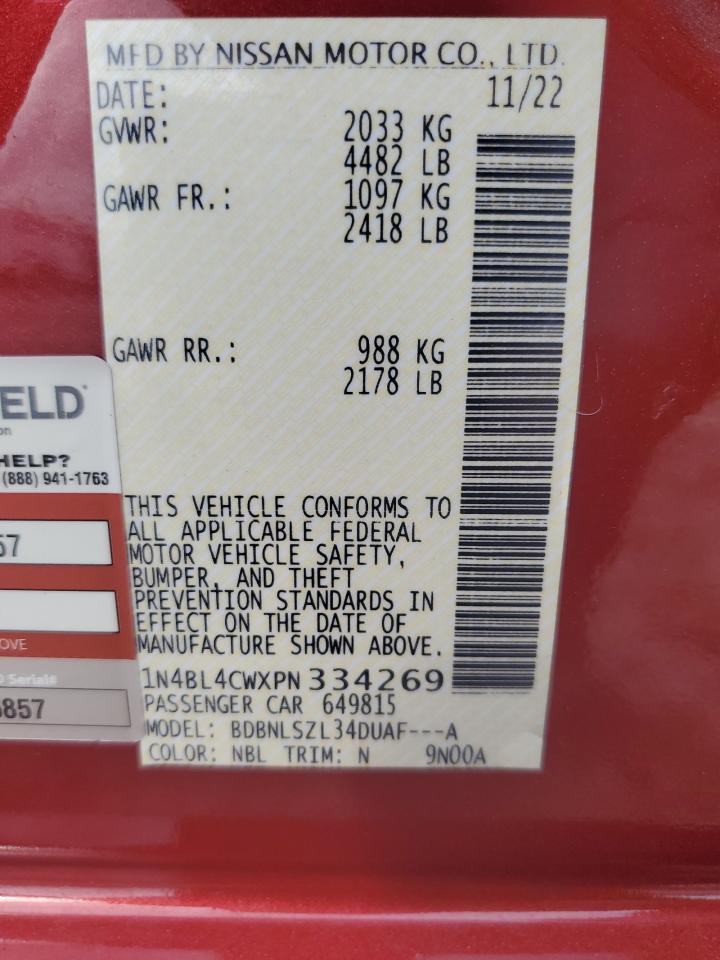 MFD BY NISSAN MOTOR CO., LTD.
DATE: 11/22
GVWR: 2033 KG
4482 LB
GAWR FR.: 1097 KG
2418 LB
GAWR RR.: 988 KG
2178 LB
THIS VEHICLE CONFORMS TO
ALL APPLICABLE FEDERAL
MOTOR VEHICLE SAFETY,
BUMPER, AND THEFT
PREVENTION STANDARDS IN
EFFECT ON THE DATE OF
MANUFACTURE SHOWN ABOVE.
1N4BL4CWXPN334269
PASSENGER CAR 649815
MODEL: BDBNLSZL34DUAF---A
COLOR: NBL TRIM: N 9N00A
ELD
on
HELP?
(888) 941-1763
57
OVE
Serial#
5857